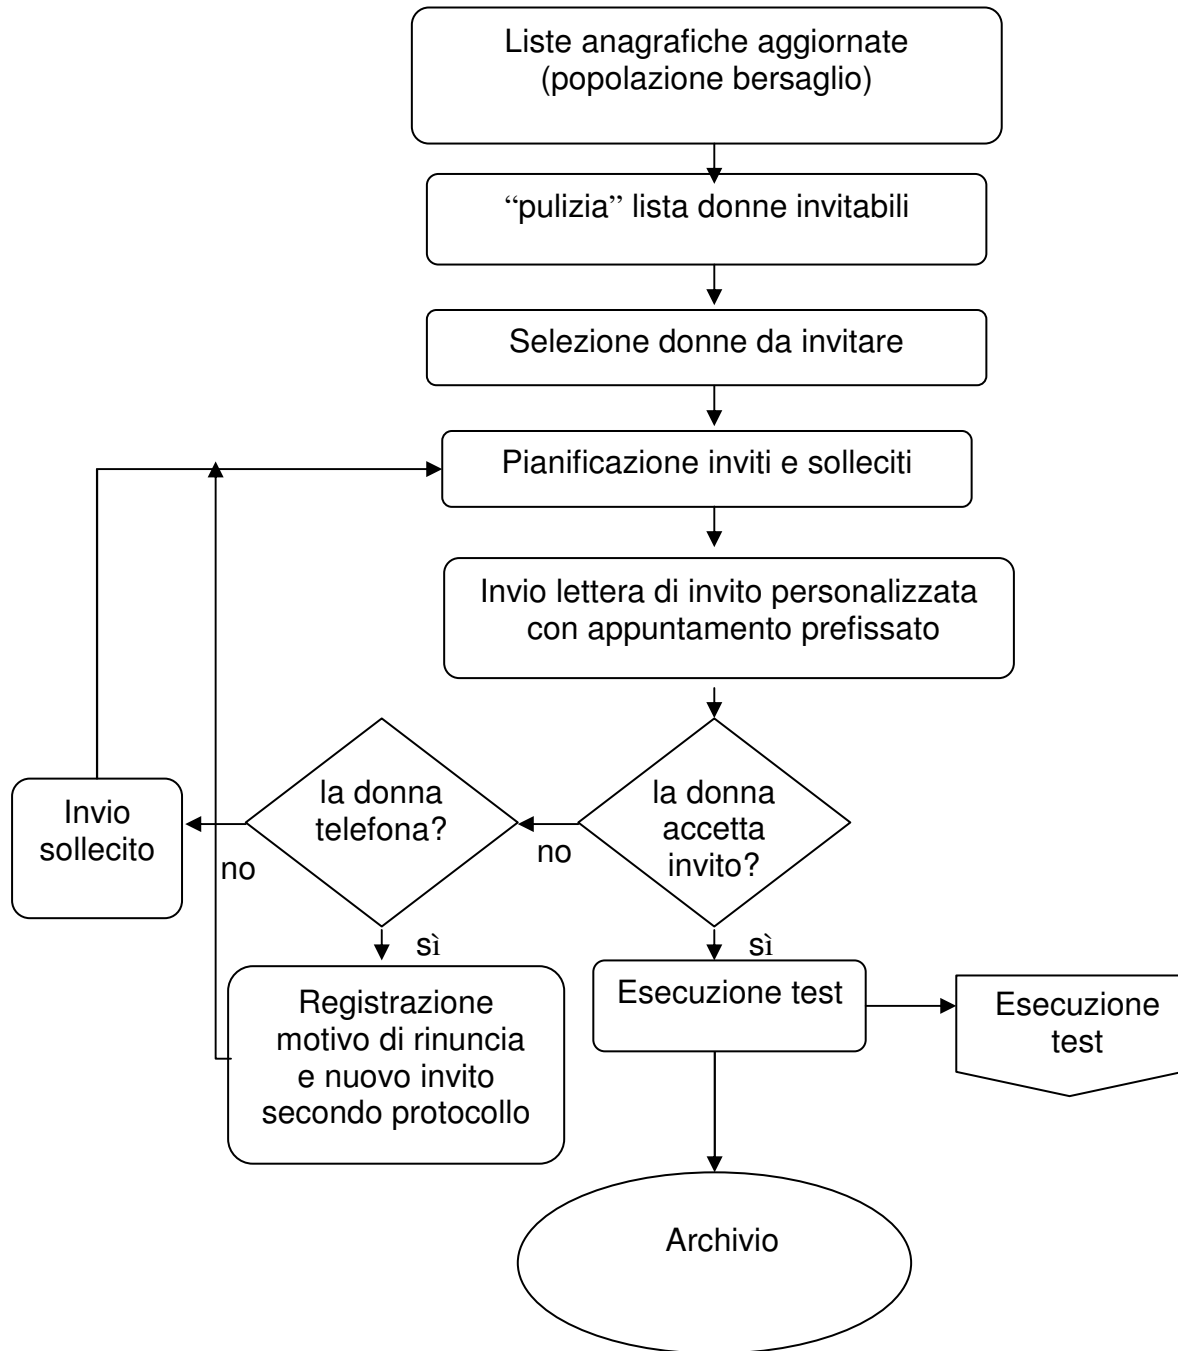 Liste anagrafiche aggiornate
(popolazione bersaglio)
“pulizia” lista donne invitabili
Selezione donne da invitare
Pianificazione inviti e solleciti
Invio lettera di invito personalizzata
con appuntamento prefissato
la donna
accetta
invito?
no
la donna
telefona?
no
Invio
sollecito
sì
Registrazione
motivo di rinuncia
e nuovo invito
secondo protocollo
sì
Esecuzione test
Esecuzione
test
Archivio